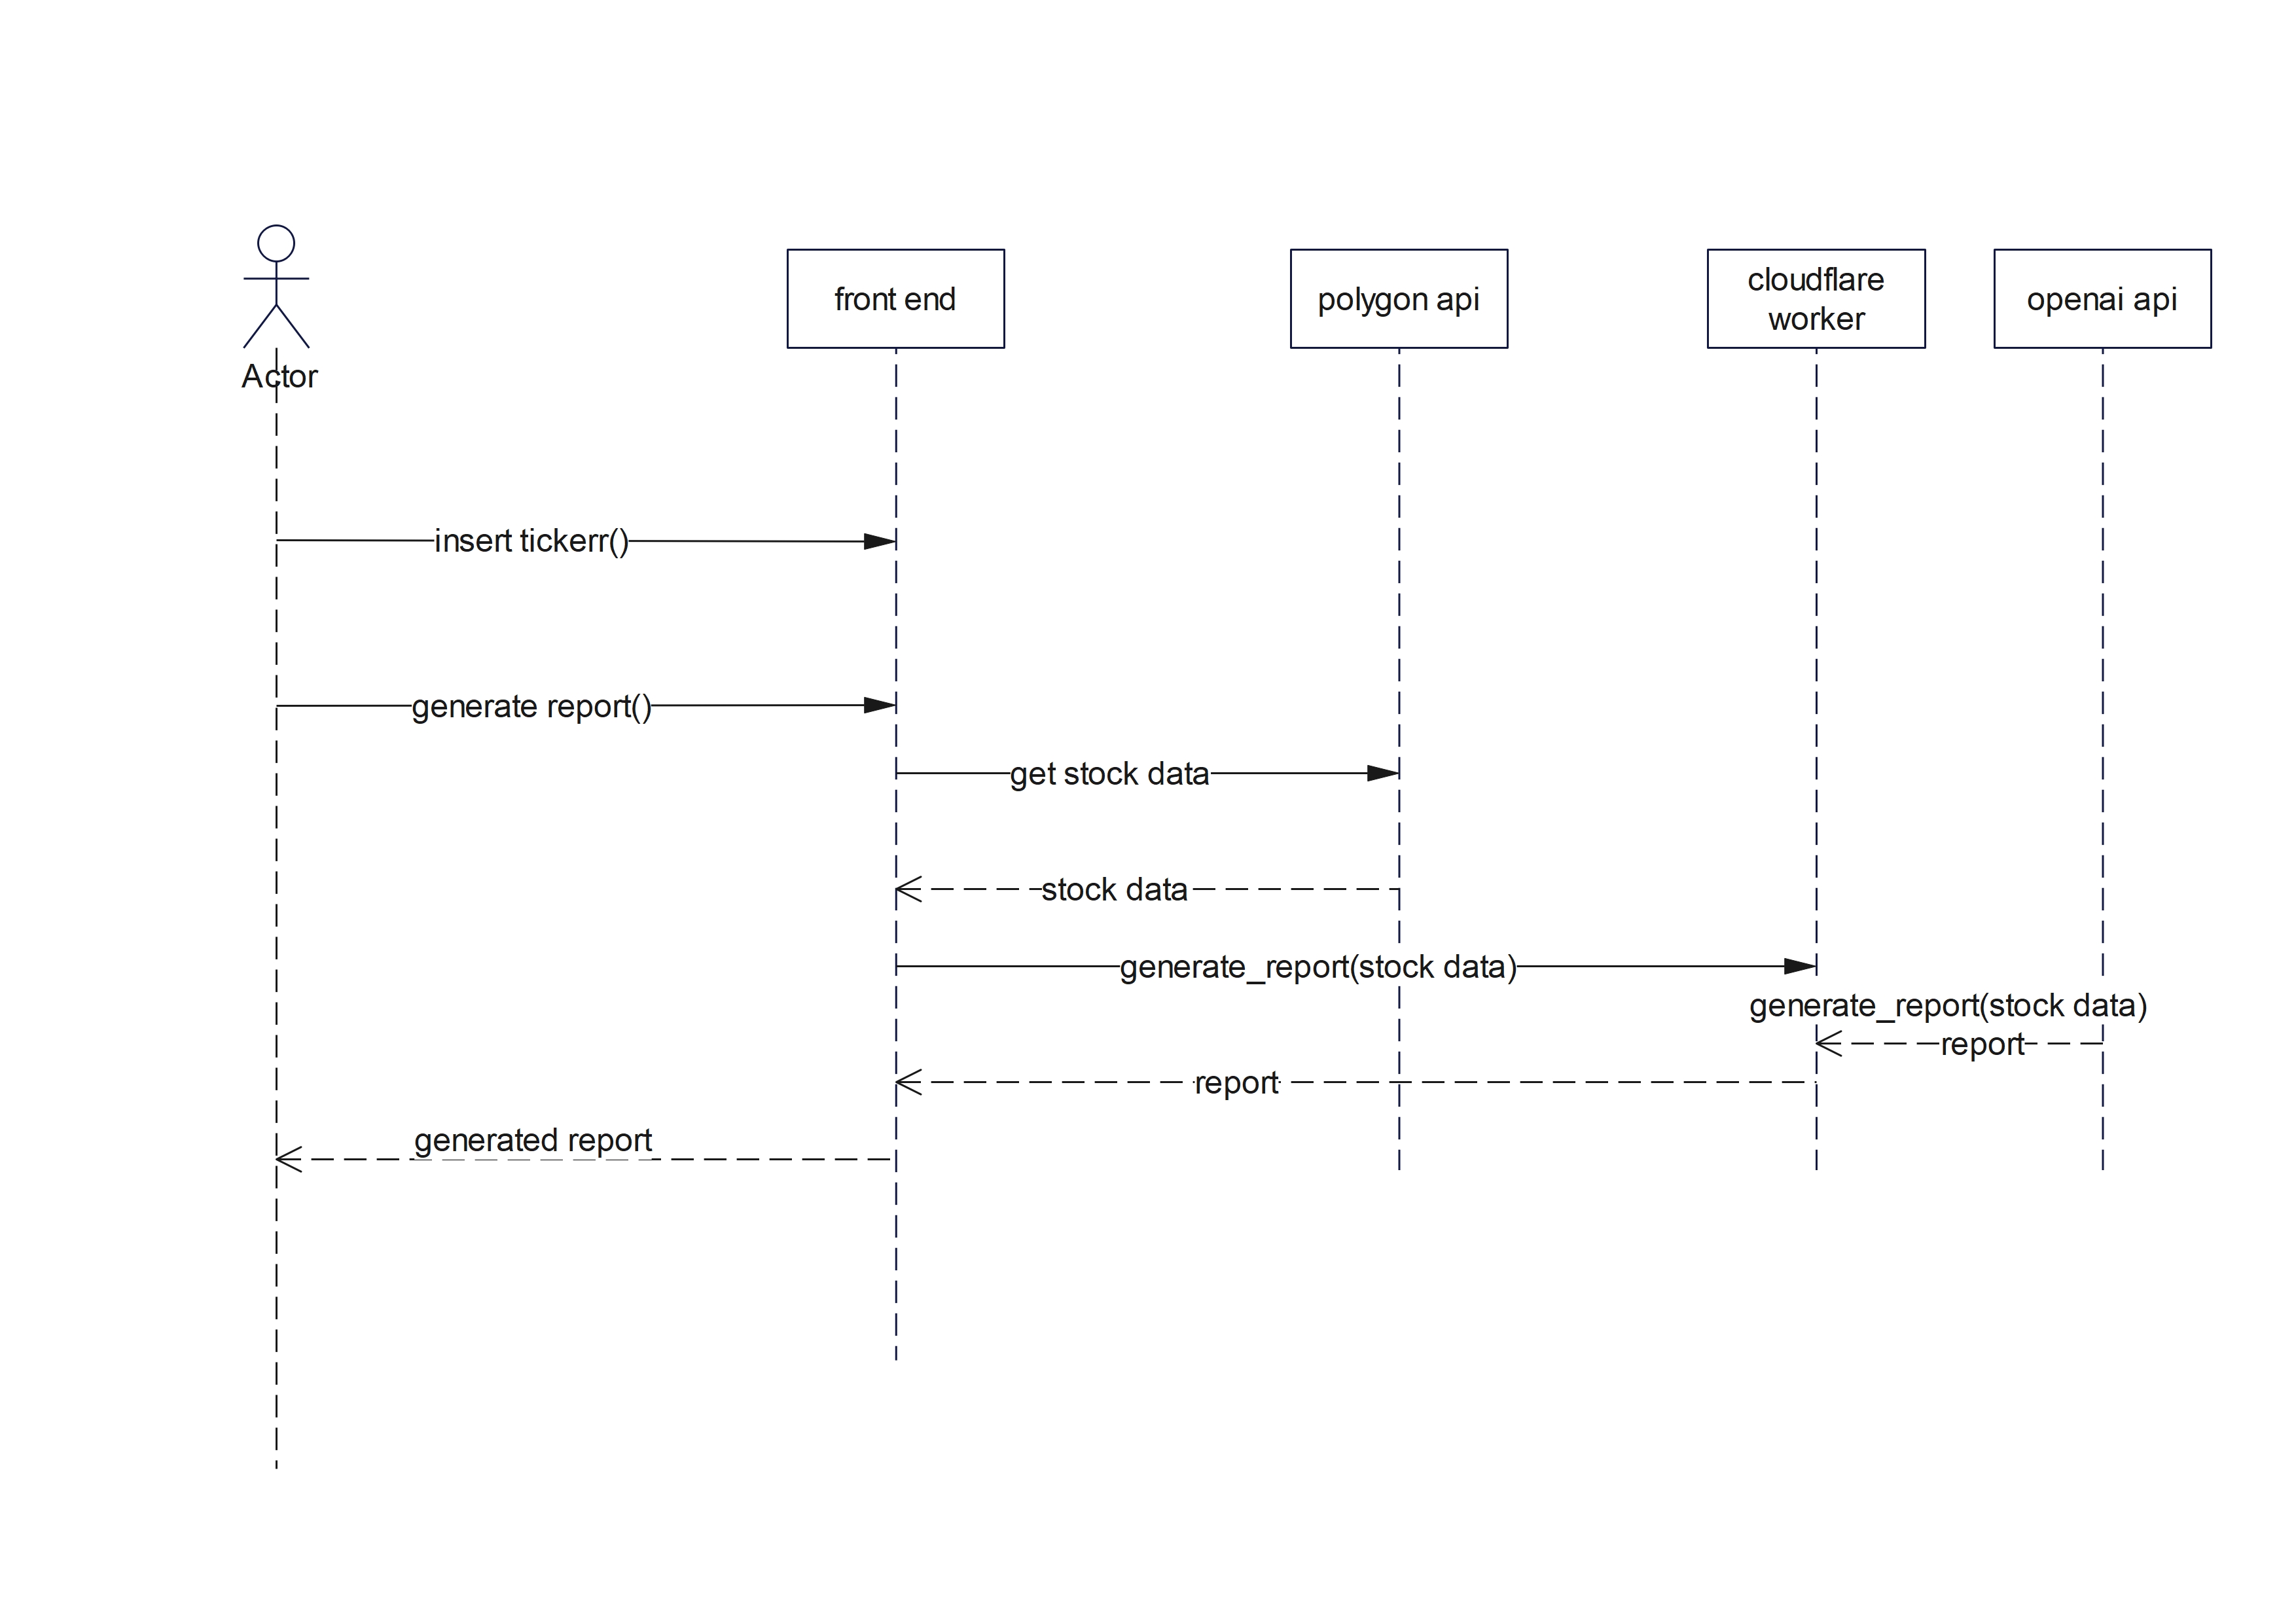 front end
polygon api
cloudflare
worker
openai api
Actor
insert tickerr()
generate report()
get stock data
stock data
generate_report(stock data)
generate_report(stock data)
report
report
generated report